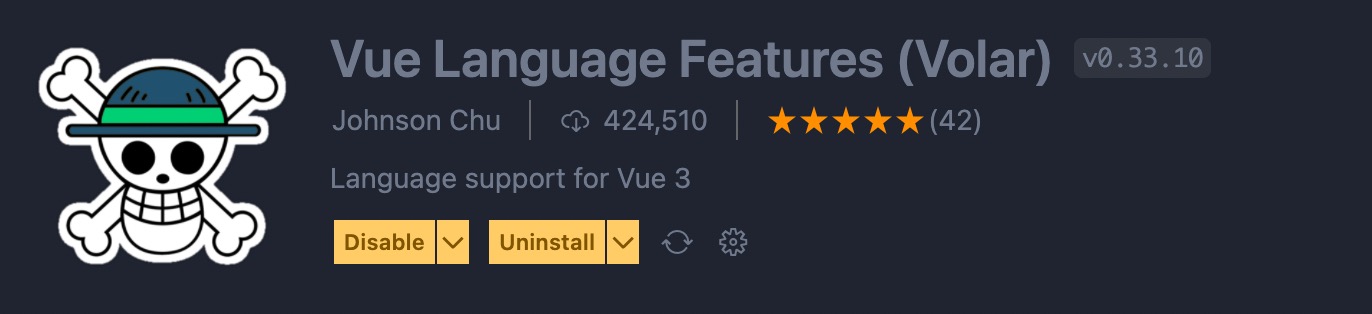 Vue Language Features (Volar) v0.33.10
Johnson Chu 424,510 (42)
Language support for Vue 3
Disable Uninstall